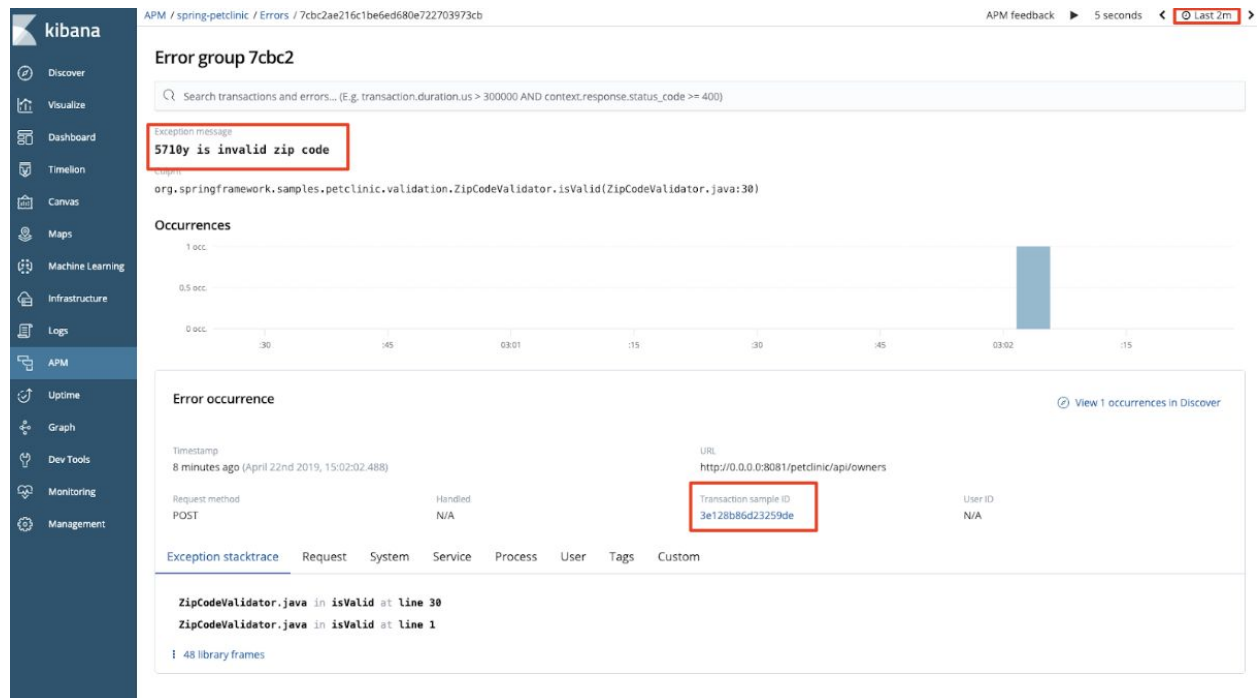 kibana
Discover
Visualize
Dashboard
Timelion
Canvas
Maps
Machine Learning
Infrastructure
Logs
APM
Uptime
Graph
Dev Tools
Monitoring
Management
APM / spring-petclinic / Errors / 7cbc2ae216c1be6ed680e722703973cb
APM feedback 5 seconds Last 2m
Error group 7cbc2
Search transactions and errors... (E.g. transaction.duration.us > 300000 AND context.response.status_code >= 400)
Exception message
5710y is invalid zip code
Culprit
org.springframework.samples.petclinic.validation.ZipCodeValidator.isValid(ZipCodeValidator.java:30)
Occurrences
1 occ.
0.5 occ.
0 occ.
:30 :45 03:01 :15 :30 :45 03:02 :15
Error occurrence
View 1 occurrences in Discover
Timestamp
8 minutes ago (April 22nd 2019, 15:02:02.488)
URL
http://0.0.0.0:8081/petclinic/api/owners
Request method
POST
Handled
N/A
Transaction sample ID
3e128b86d23259de
User ID
N/A
Exception stacktrace Request System Service Process User Tags Custom
ZipCodeValidator.java in isValid at line 30
ZipCodeValidator.java in isValid at line 1
48 library frames